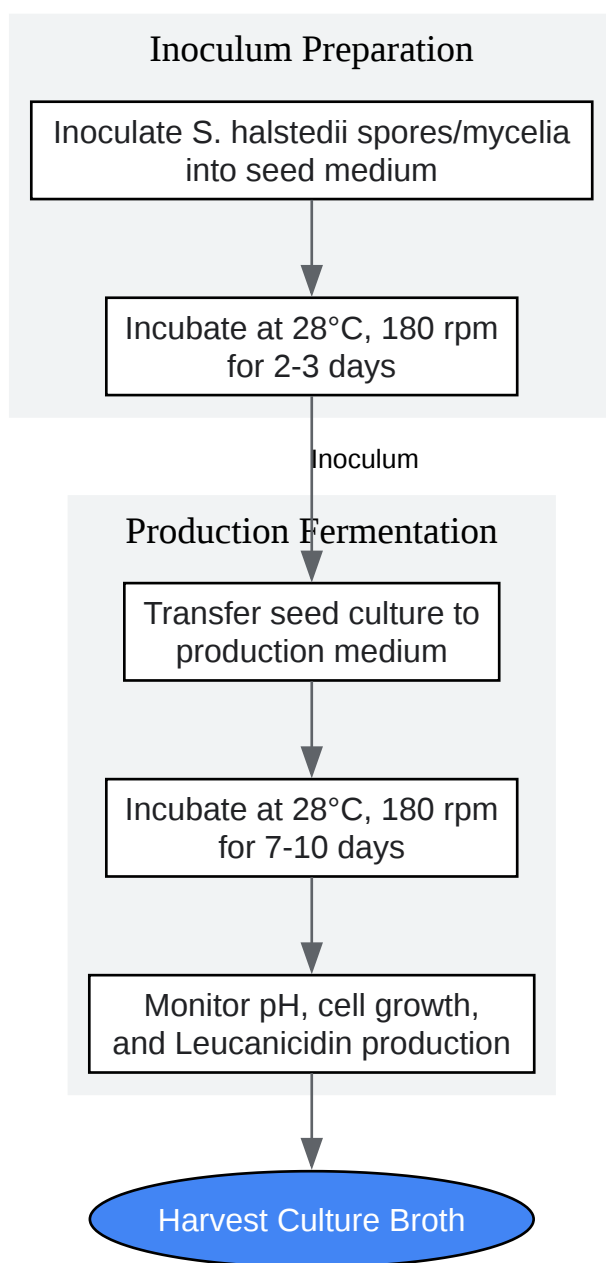 Inoculum Preparation
Inoculate S. halstedii spores/mycelia
into seed medium
Incubate at 28°C, 180 rpm
for 2-3 days
Inoculum
Production Fermentation
Transfer seed culture to
production medium
Incubate at 28°C, 180 rpm
for 7-10 days
Monitor pH, cell growth,
and Leucanicidin production
Harvest Culture Broth